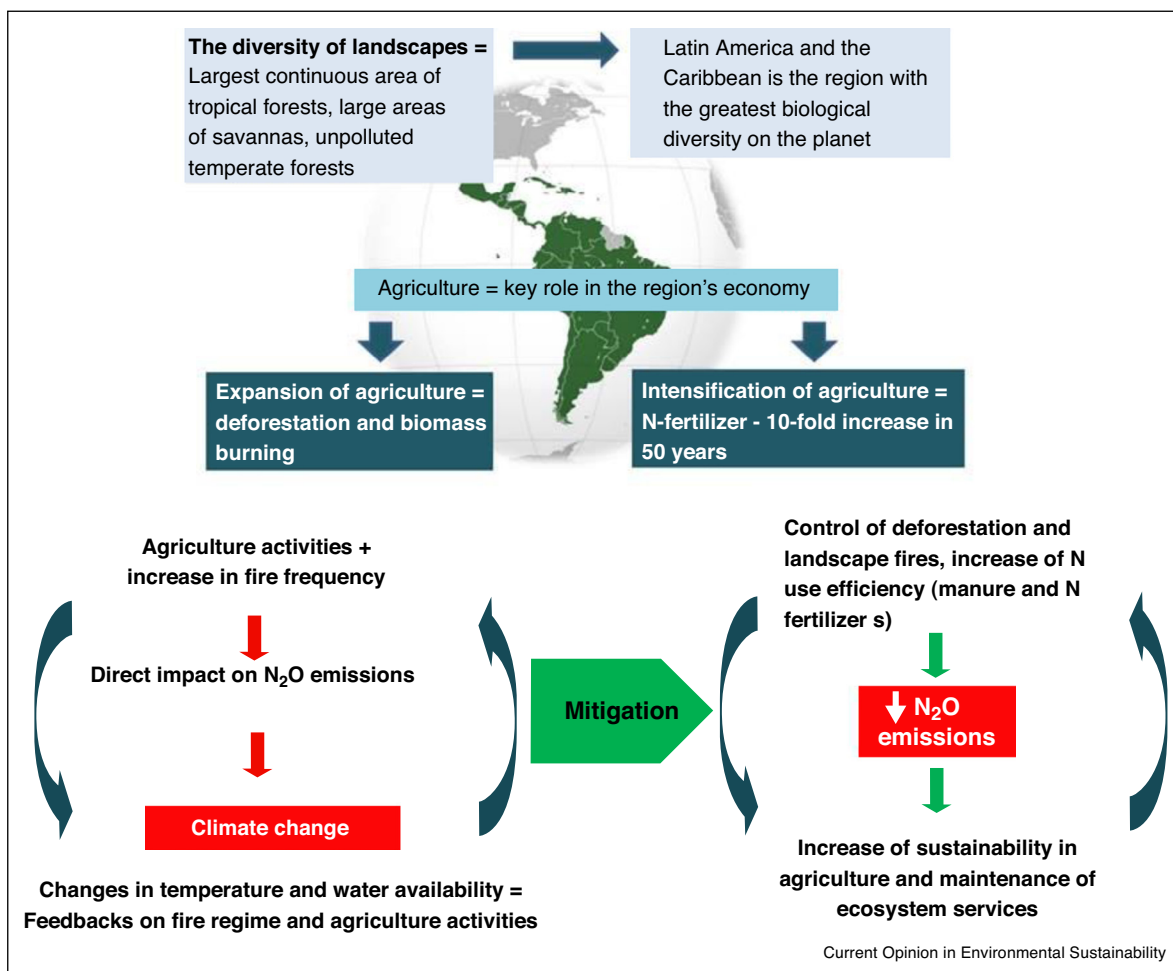 The diversity of landscapes =
Largest continuous area of
tropical forests, large areas
of savannas, unpolluted
temperate forests
Latin America and the
Caribbean is the region with
the greatest biological
diversity on the planet
Agriculture = key role in the region's economy
Expansion of agriculture =
deforestation and biomass
burning
Intensification of agriculture =
N-fertilizer - 10-fold increase in
50 years
Agriculture activities +
increase in fire frequency
Direct impact on N₂O emissions
Climate change
Changes in temperature and water availability =
Feedbacks on fire regime and agriculture activities
Mitigation
Control of deforestation and
landscape fires, increase of N
use efficiency (manure and N
fertilizer s)
N₂O
emissions
Increase of sustainability in
agriculture and maintenance of
ecosystem services
Current Opinion in Environmental Sustainability